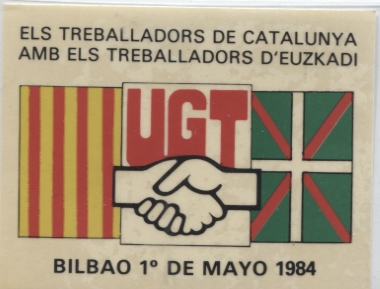 ELS TREBALLADORS DE CATALUNYA
AMB ELS TREBALLADORS D'EUZKADI
UGT
BILBAO 1º DE MAYO 1984